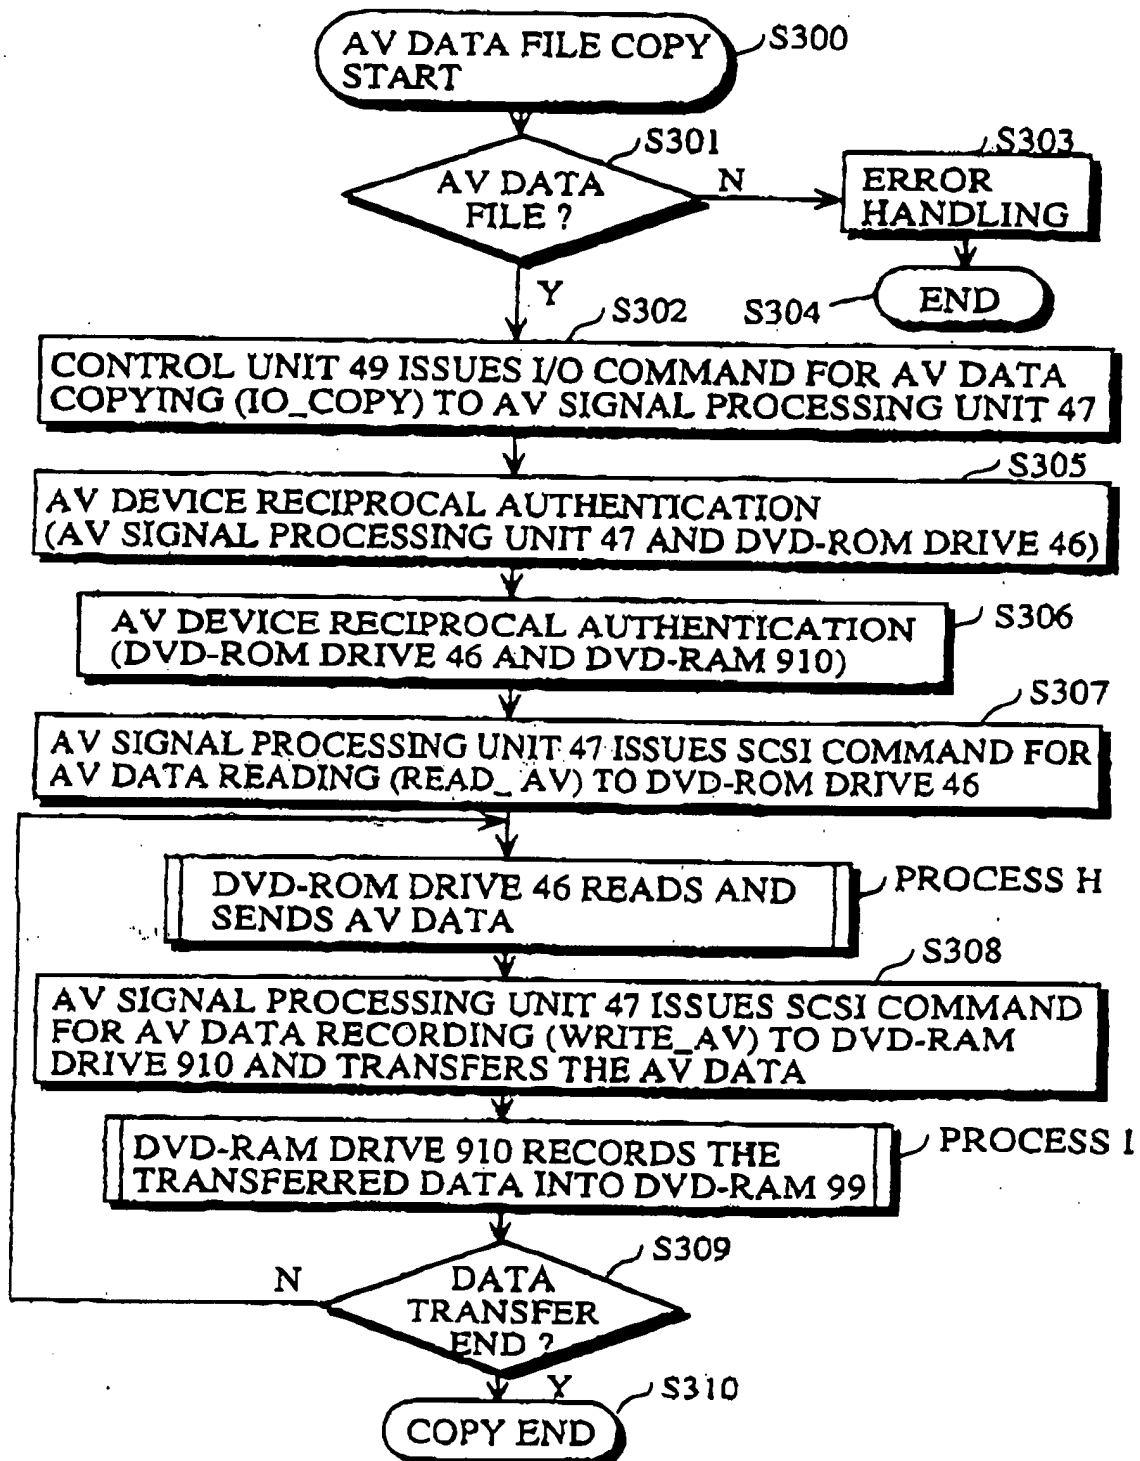 AV DATA FILE COPY
START
S300
S301
AV DATA
FILE ?
N
S303
ERROR
HANDLING
Y
S304
END
S302
CONTROL UNIT 49 ISSUES I/O COMMAND FOR AV DATA
COPYING (IO_COPY) TO AV SIGNAL PROCESSING UNIT 47
S305
AV DEVICE RECIPROCAL AUTHENTICATION
(AV SIGNAL PROCESSING UNIT 47 AND DVD-ROM DRIVE 46)
S306
AV DEVICE RECIPROCAL AUTHENTICATION
(DVD-ROM DRIVE 46 AND DVD-RAM 910)
S307
AV SIGNAL PROCESSING UNIT 47 ISSUES SCSI COMMAND FOR
AV DATA READING (READ_ AV) TO DVD-ROM DRIVE 46
DVD-ROM DRIVE 46 READS AND
SENDS AV DATA
PROCESS H
S308
AV SIGNAL PROCESSING UNIT 47 ISSUES SCSI COMMAND
FOR AV DATA RECORDING (WRITE_AV) TO DVD-RAM
DRIVE 910 AND TRANSFERS THE AV DATA
DVD-RAM DRIVE 910 RECORDS THE
TRANSFERRED DATA INTO DVD-RAM 99
PROCESS I
S309
N
DATA
TRANSFER
END ?
Y
S310
COPY END